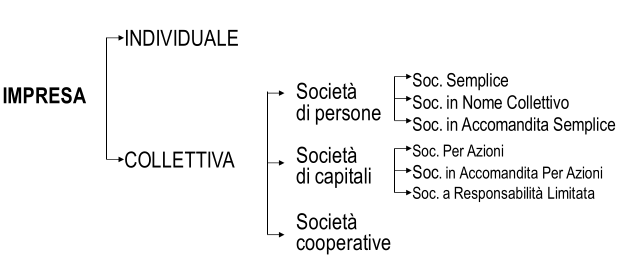 INDIVIDUALE
IMPRESA
COLLETTIVA
Società
di persone
Soc. Semplice
Soc. in Nome Collettivo
Soc. in Accomandita Semplice
Società
di capitali
Soc. Per Azioni
Soc. in Accomandita Per Azioni
Soc. a Responsabilità Limitata
Società
cooperative